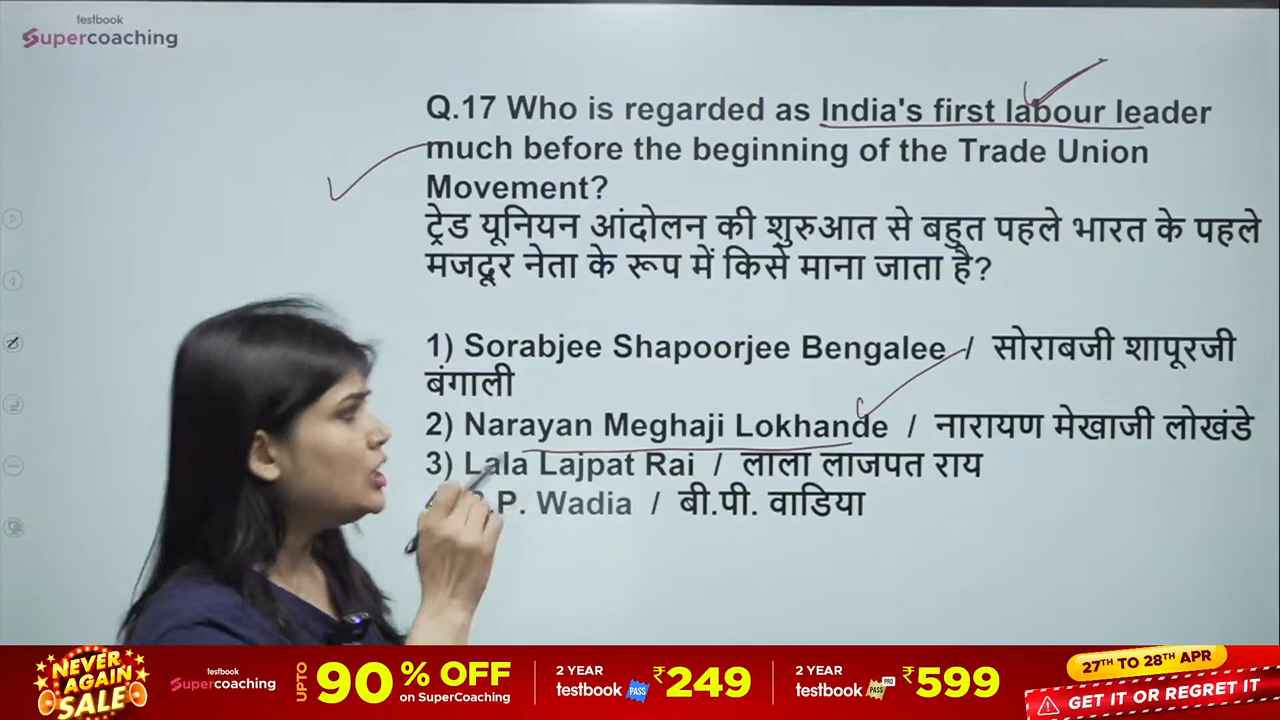 testbook
Supercoaching
Q.17 Who is regarded as India's first labour leader
much before the beginning of the Trade Union
Movement?
ट्रेड यूनियन आंदोलन की शुरुआत से बहुत पहले भारत के पहले
मजदूर नेता के रूप में किसे माना जाता है?
1) Sorabjee Shapoorjee Bengalee / सोराबजी शापूरजी
बंगाली
2) Narayan Meghaji Lokhande / नारायण मेखाजी लोखंडे
3) Lala Lajpat Rai / लाला लाजपत राय
.P. Wadia / बी.पी. वाडिया
NEVER AGAIN SALE
testbook
Supercoaching
UPTO 90% OFF
on SuperCoaching
2 YEAR
testbook PASS ₹249
2 YEAR
testbook PASS PRO ₹599
27TH TO 28TH APR
GET IT OR REGRET IT